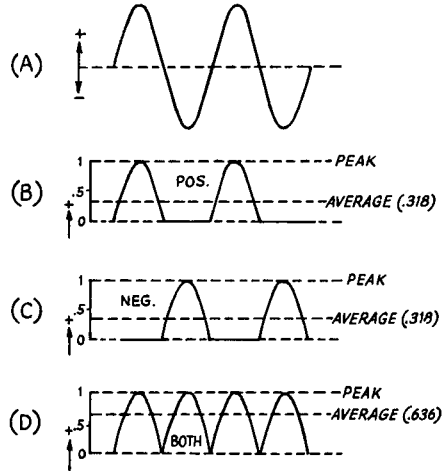 (A)
+
−
(B)
1
.5
0
+
POS.
PEAK
AVERAGE (.318)
(C)
1
.5
0
+
NEG.
PEAK
AVERAGE (.318)
(D)
1
.5
0
+
BOTH
PEAK
AVERAGE (.636)